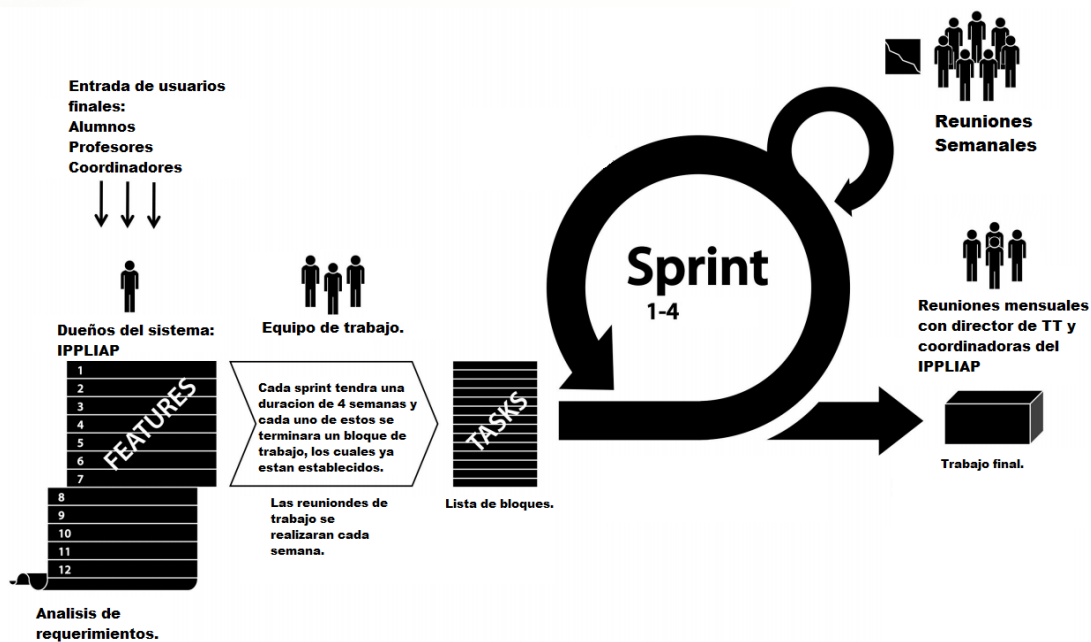 Entrada de usuarios
finales:
Alumnos
Profesores
Coordinadores
Dueños del sistema:
IPPLIAP
1
2
3
4
5
6
7
FEATURES
8
9
10
11
12
Analisis de
requerimientos.
Equipo de trabajo.
Cada sprint tendra una
duracion de 4 semanas y
cada uno de estos se
terminara un bloque de
trabajo, los cuales ya
estan establecidos.
Las reuniondes de
trabajo se
realizaran cada
semana.
TASKS
Lista de bloques.
Sprint
1-4
Reuniones
Semanales
Reuniones mensuales
con director de TT y
coordinadoras del
IPPLIAP
Trabajo final.